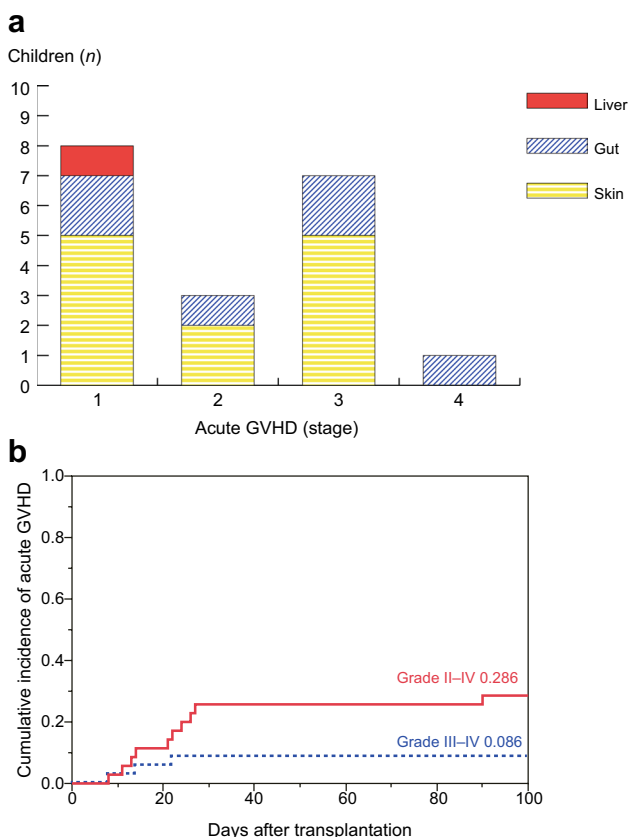 a
Children (n)
10
9
8
7
6
5
4
3
2
1
0
1 2 3 4
Acute GVHD (stage)
Liver
Gut
Skin
b
Cumulative incidence of acute GVHD
1.0
0.8
0.6
0.4
0.2
0.0
Grade II–IV 0.286
Grade III–IV 0.086
0 20 40 60 80 100
Days after transplantation